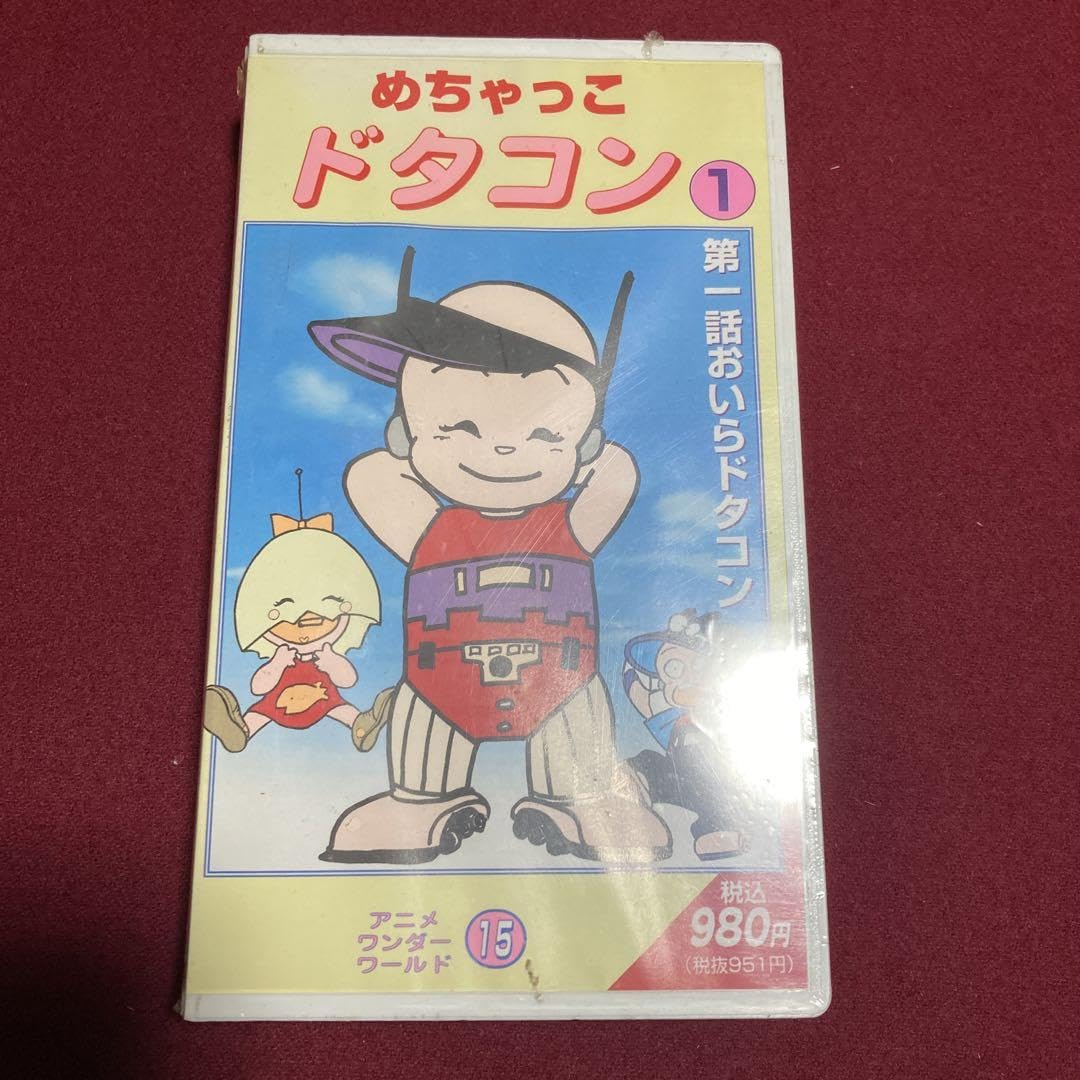 めちゃっこ
ドタコン
1
第一話おいらドタコン
アニメ
ワンダー
ワールド
15
税込
980円
(税抜951円)